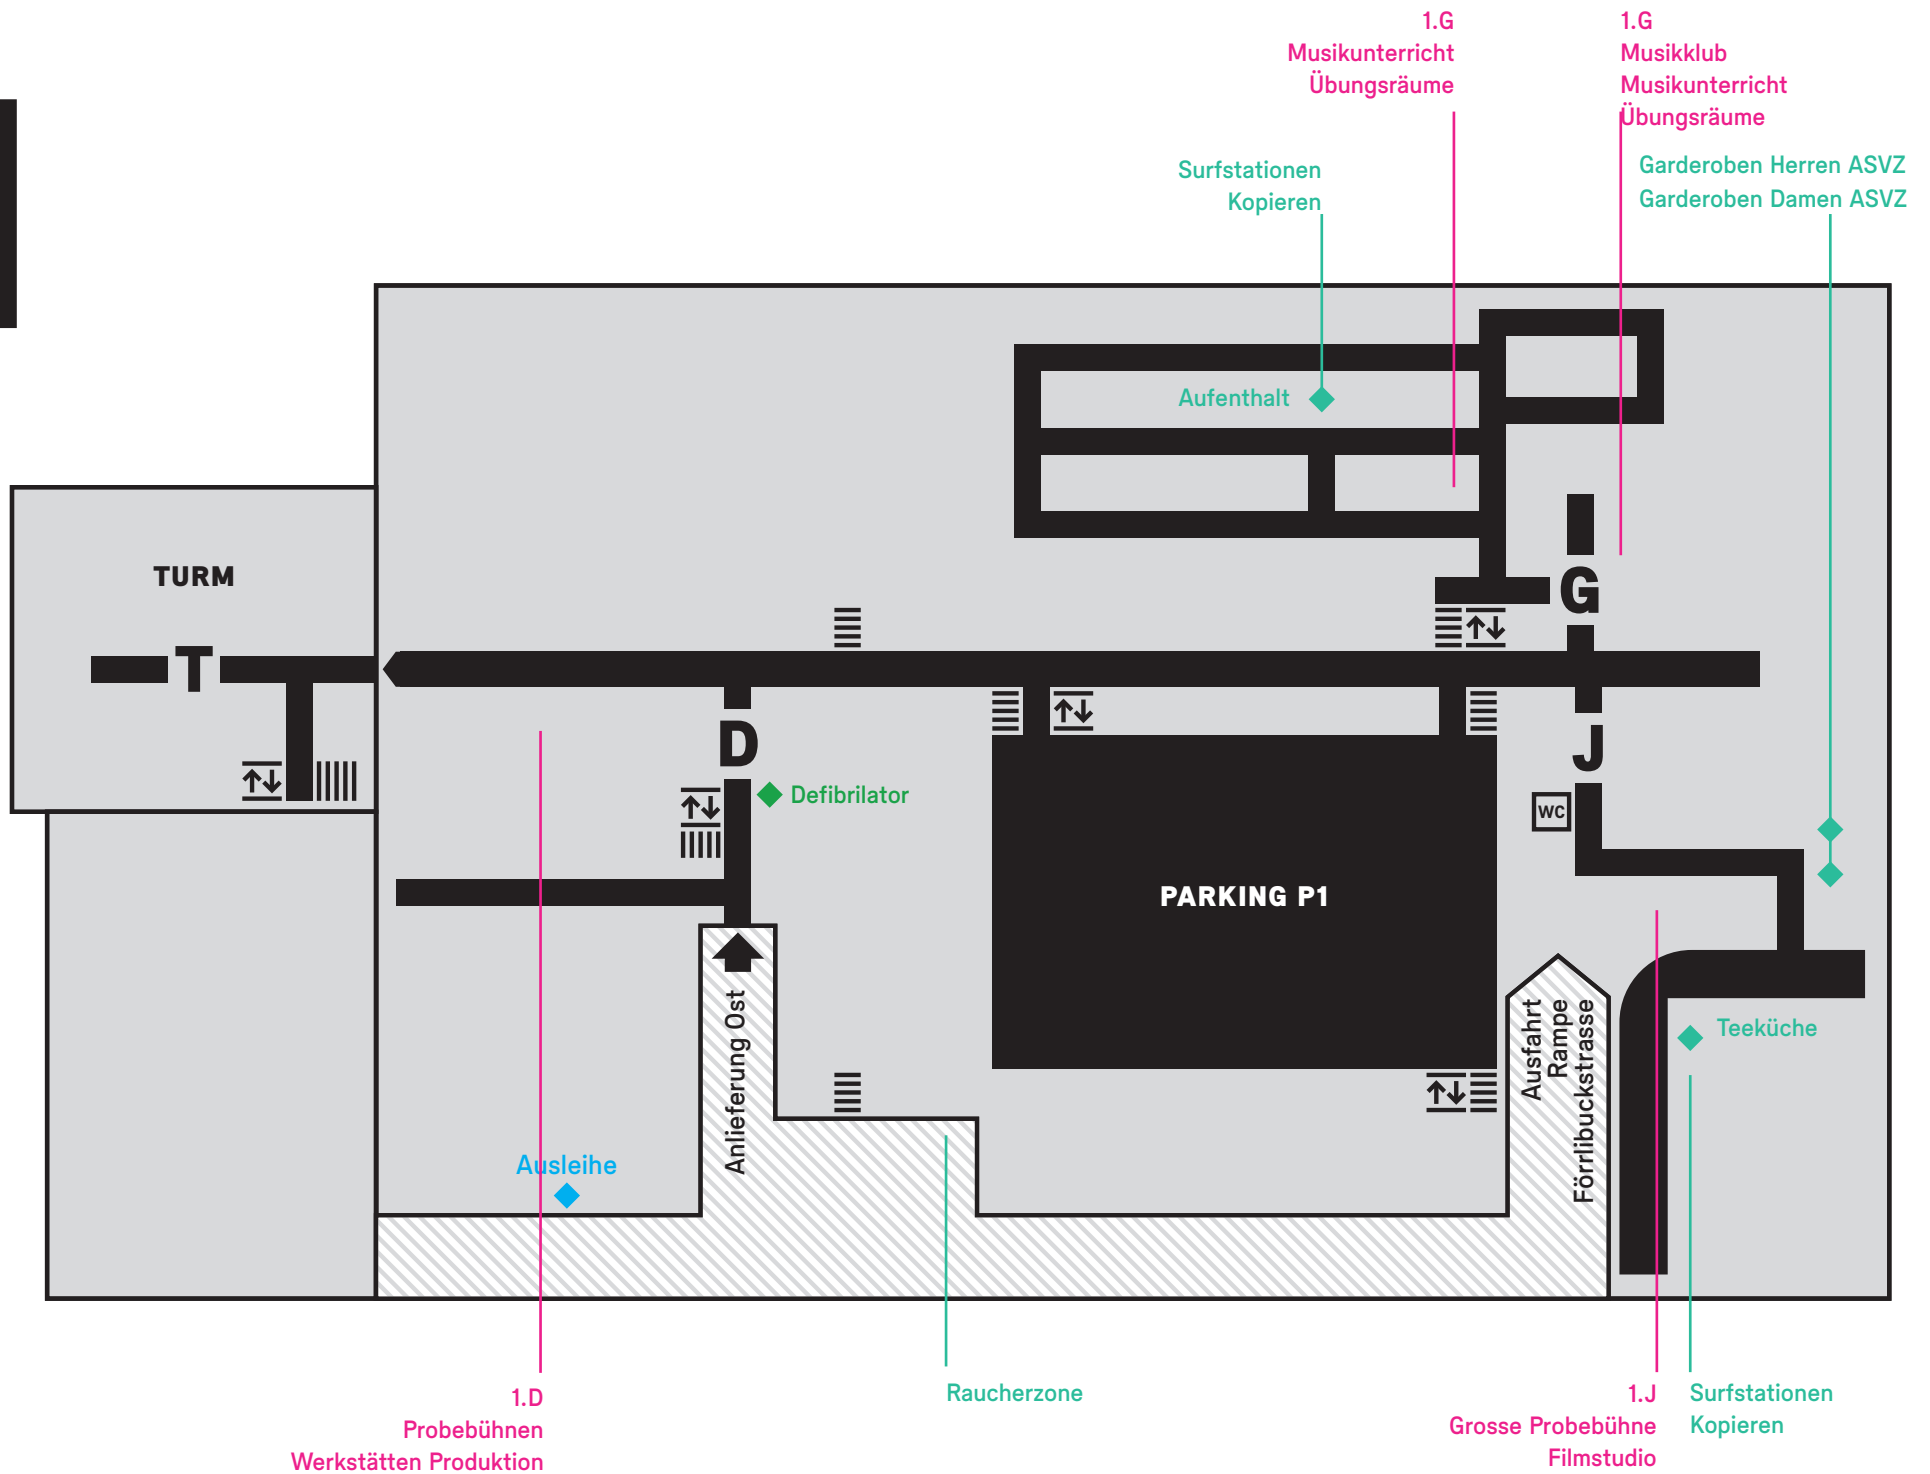 1.G
Musikunterricht
Übungsräume
1.G
Musikklub
Musikunterricht
Übungsräume
Surfstationen
Kopieren
Garderoben Herren ASVZ
Garderoben Damen ASVZ
Aufenthalt
TURM
T
G
D
J
Defibrilator
WC
PARKING P1
Anlieferung Ost
Ausfahrt
Rampe
Förrlibuckstrasse
Teeküche
Ausleihe
1.D
Probebühnen
Werkstätten Produktion
Raucherzone
1.J
Grosse Probebühne
Filmstudio
Surfstationen
Kopieren